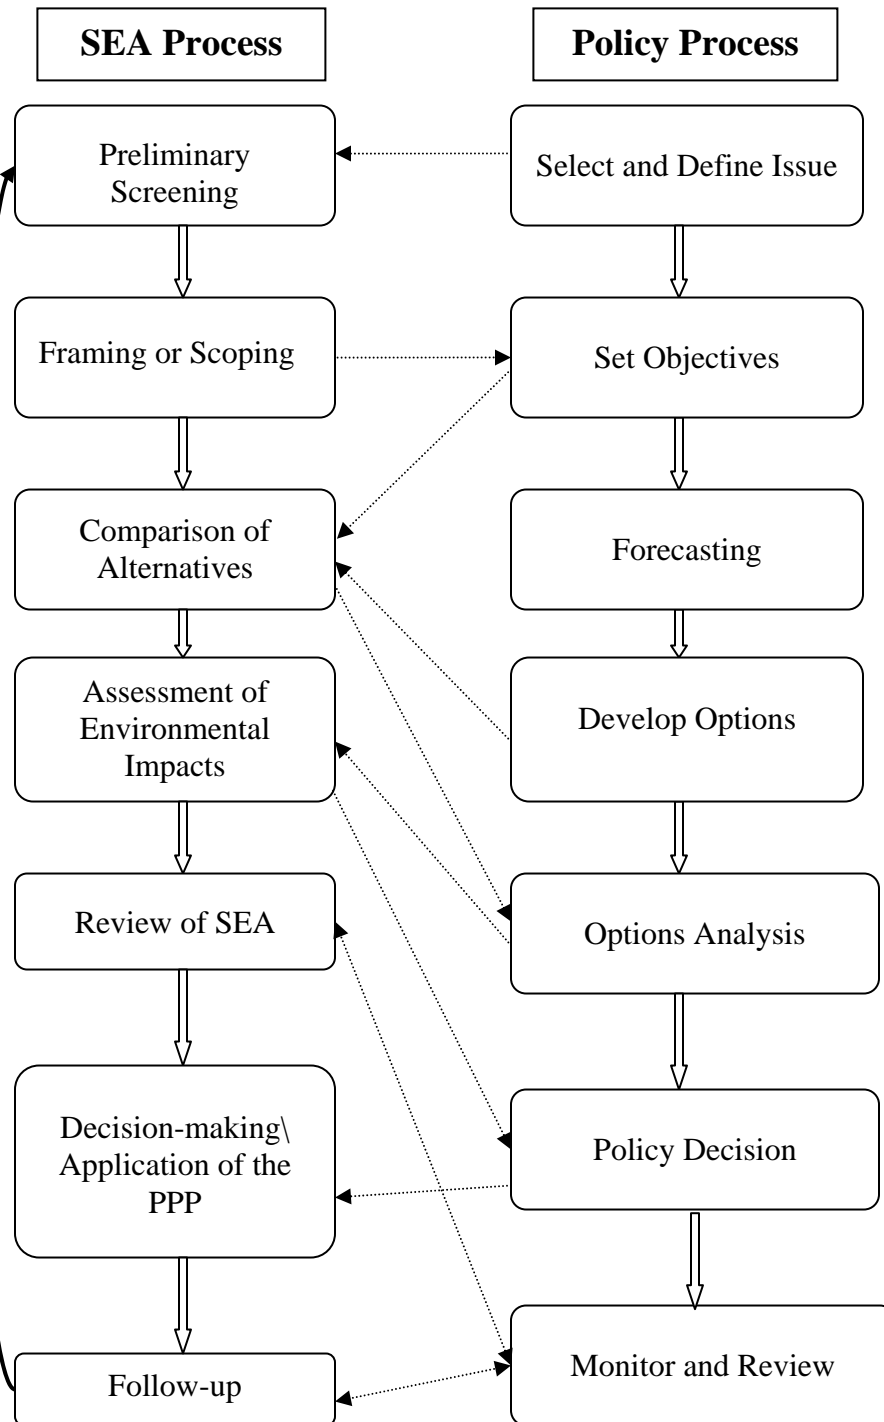 SEA Process
Policy Process
Preliminary
Screening
Select and Define Issue
Framing or Scoping
Set Objectives
Comparison of
Alternatives
Forecasting
Assessment of
Environmental
Impacts
Develop Options
Review of SEA
Options Analysis
Decision-making\
Application of the
PPP
Policy Decision
Follow-up
Monitor and Review